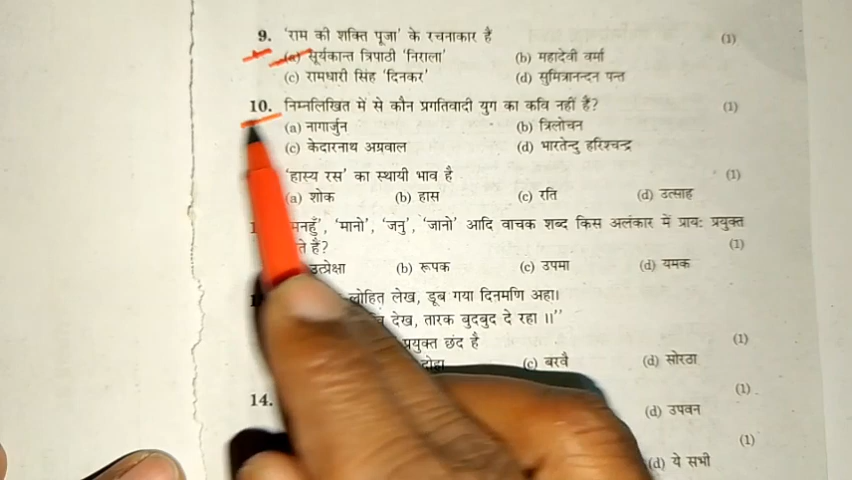 9. 'राम की शक्ति पूजा' के रचनाकार हैं (1)
(a) सूर्यकान्त त्रिपाठी 'निराला' (b) महादेवी वर्मा
(c) रामधारी सिंह 'दिनकर' (d) सुमित्रानन्दन पन्त
10. निम्नलिखित में से कौन प्रगतिवादी युग का कवि नहीं है? (1)
(a) नागार्जुन (b) त्रिलोचन
(c) केदारनाथ अग्रवाल (d) भारतेन्दु हरिश्चन्द्र
'हास्य रस' का स्थायी भाव है (1)
(a) शोक (b) हास (c) रति (d) उत्साह
'मनहुँ', 'मानो', 'जनु', 'जानो' आदि वाचक शब्द किस अलंकार में प्रायः प्रयुक्त
हैं? (1)
उत्प्रेक्षा (b) रूपक (c) उपमा (d) यमक
लोहित लेख, डूब गया दिनमणि अहा।
देख, तारक बुदबुद दे रहा ।।''
प्रयुक्त छंद है (1)
दोहा (c) बरवै (d) सोरठा
14. (1)
(d) उपवन
(1)
(d) ये सभी